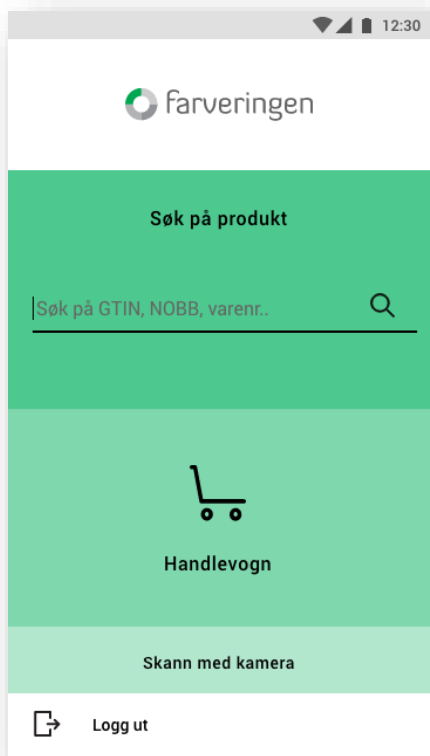 12:30
farveringen
Søk på produkt
Søk på GTIN, NOBB, varenr..
Handlevogn
Skann med kamera
Logg ut